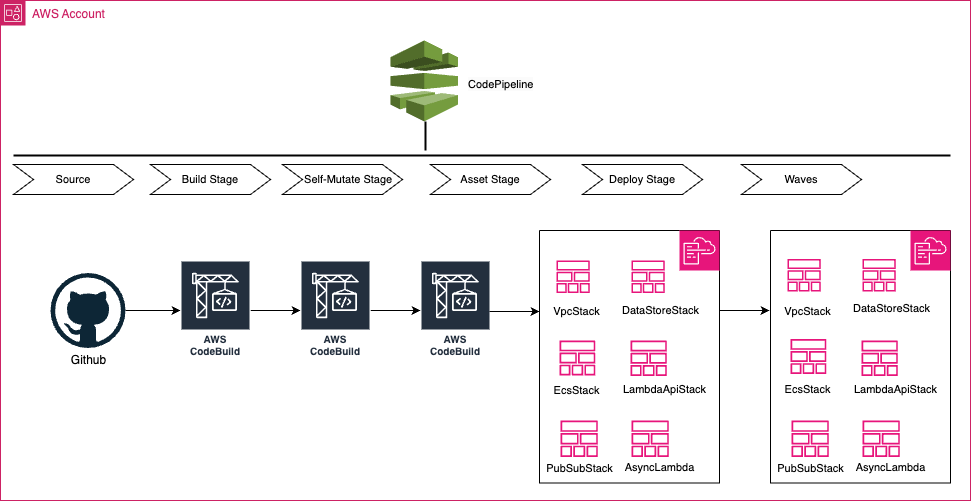 AWS Account
CodePipeline
Source
Build Stage
Self-Mutate Stage
Asset Stage
Deploy Stage
Waves
Github
AWS
CodeBuild
AWS
CodeBuild
AWS
CodeBuild
VpcStack
DataStoreStack
EcsStack
LambdaApiStack
PubSubStack
AsyncLambda
VpcStack
DataStoreStack
EcsStack
LambdaApiStack
PubSubStack
AsyncLambda